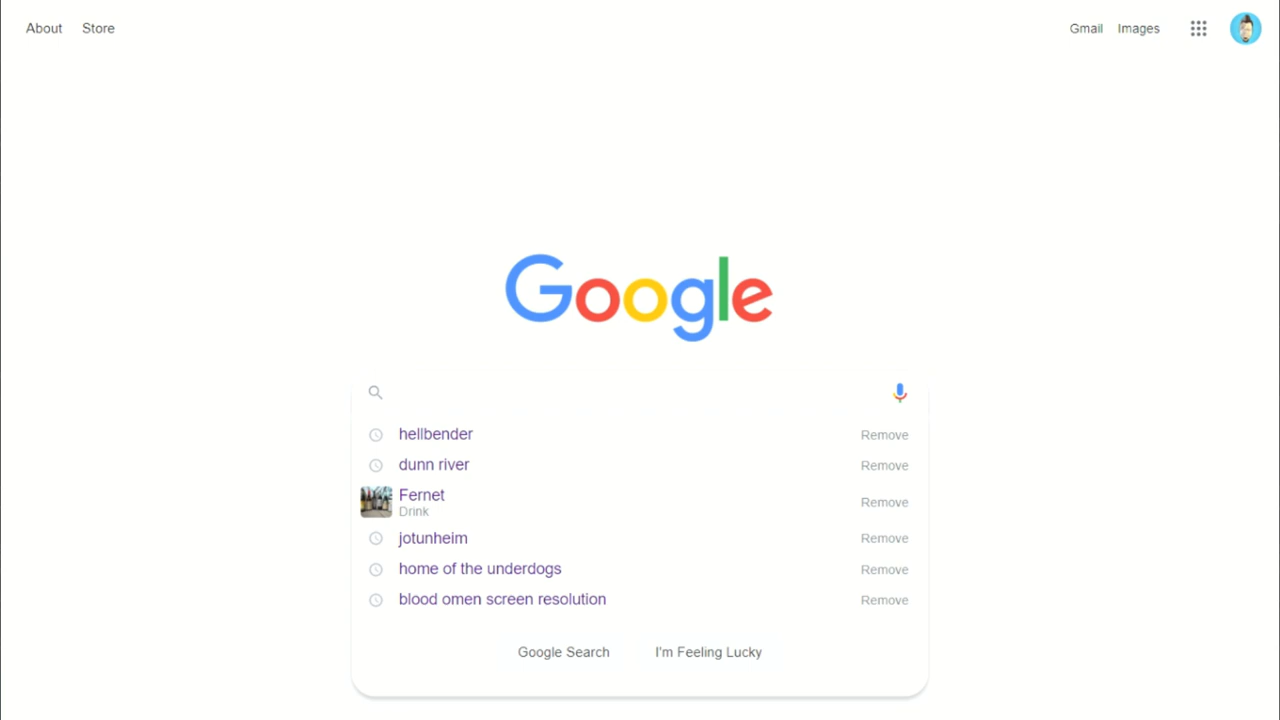 About Store
Gmail Images
Google
hellbender Remove
dunn river Remove
Fernet
Drink
Remove
jotunheim Remove
home of the underdogs Remove
blood omen screen resolution Remove
Google Search I'm Feeling Lucky